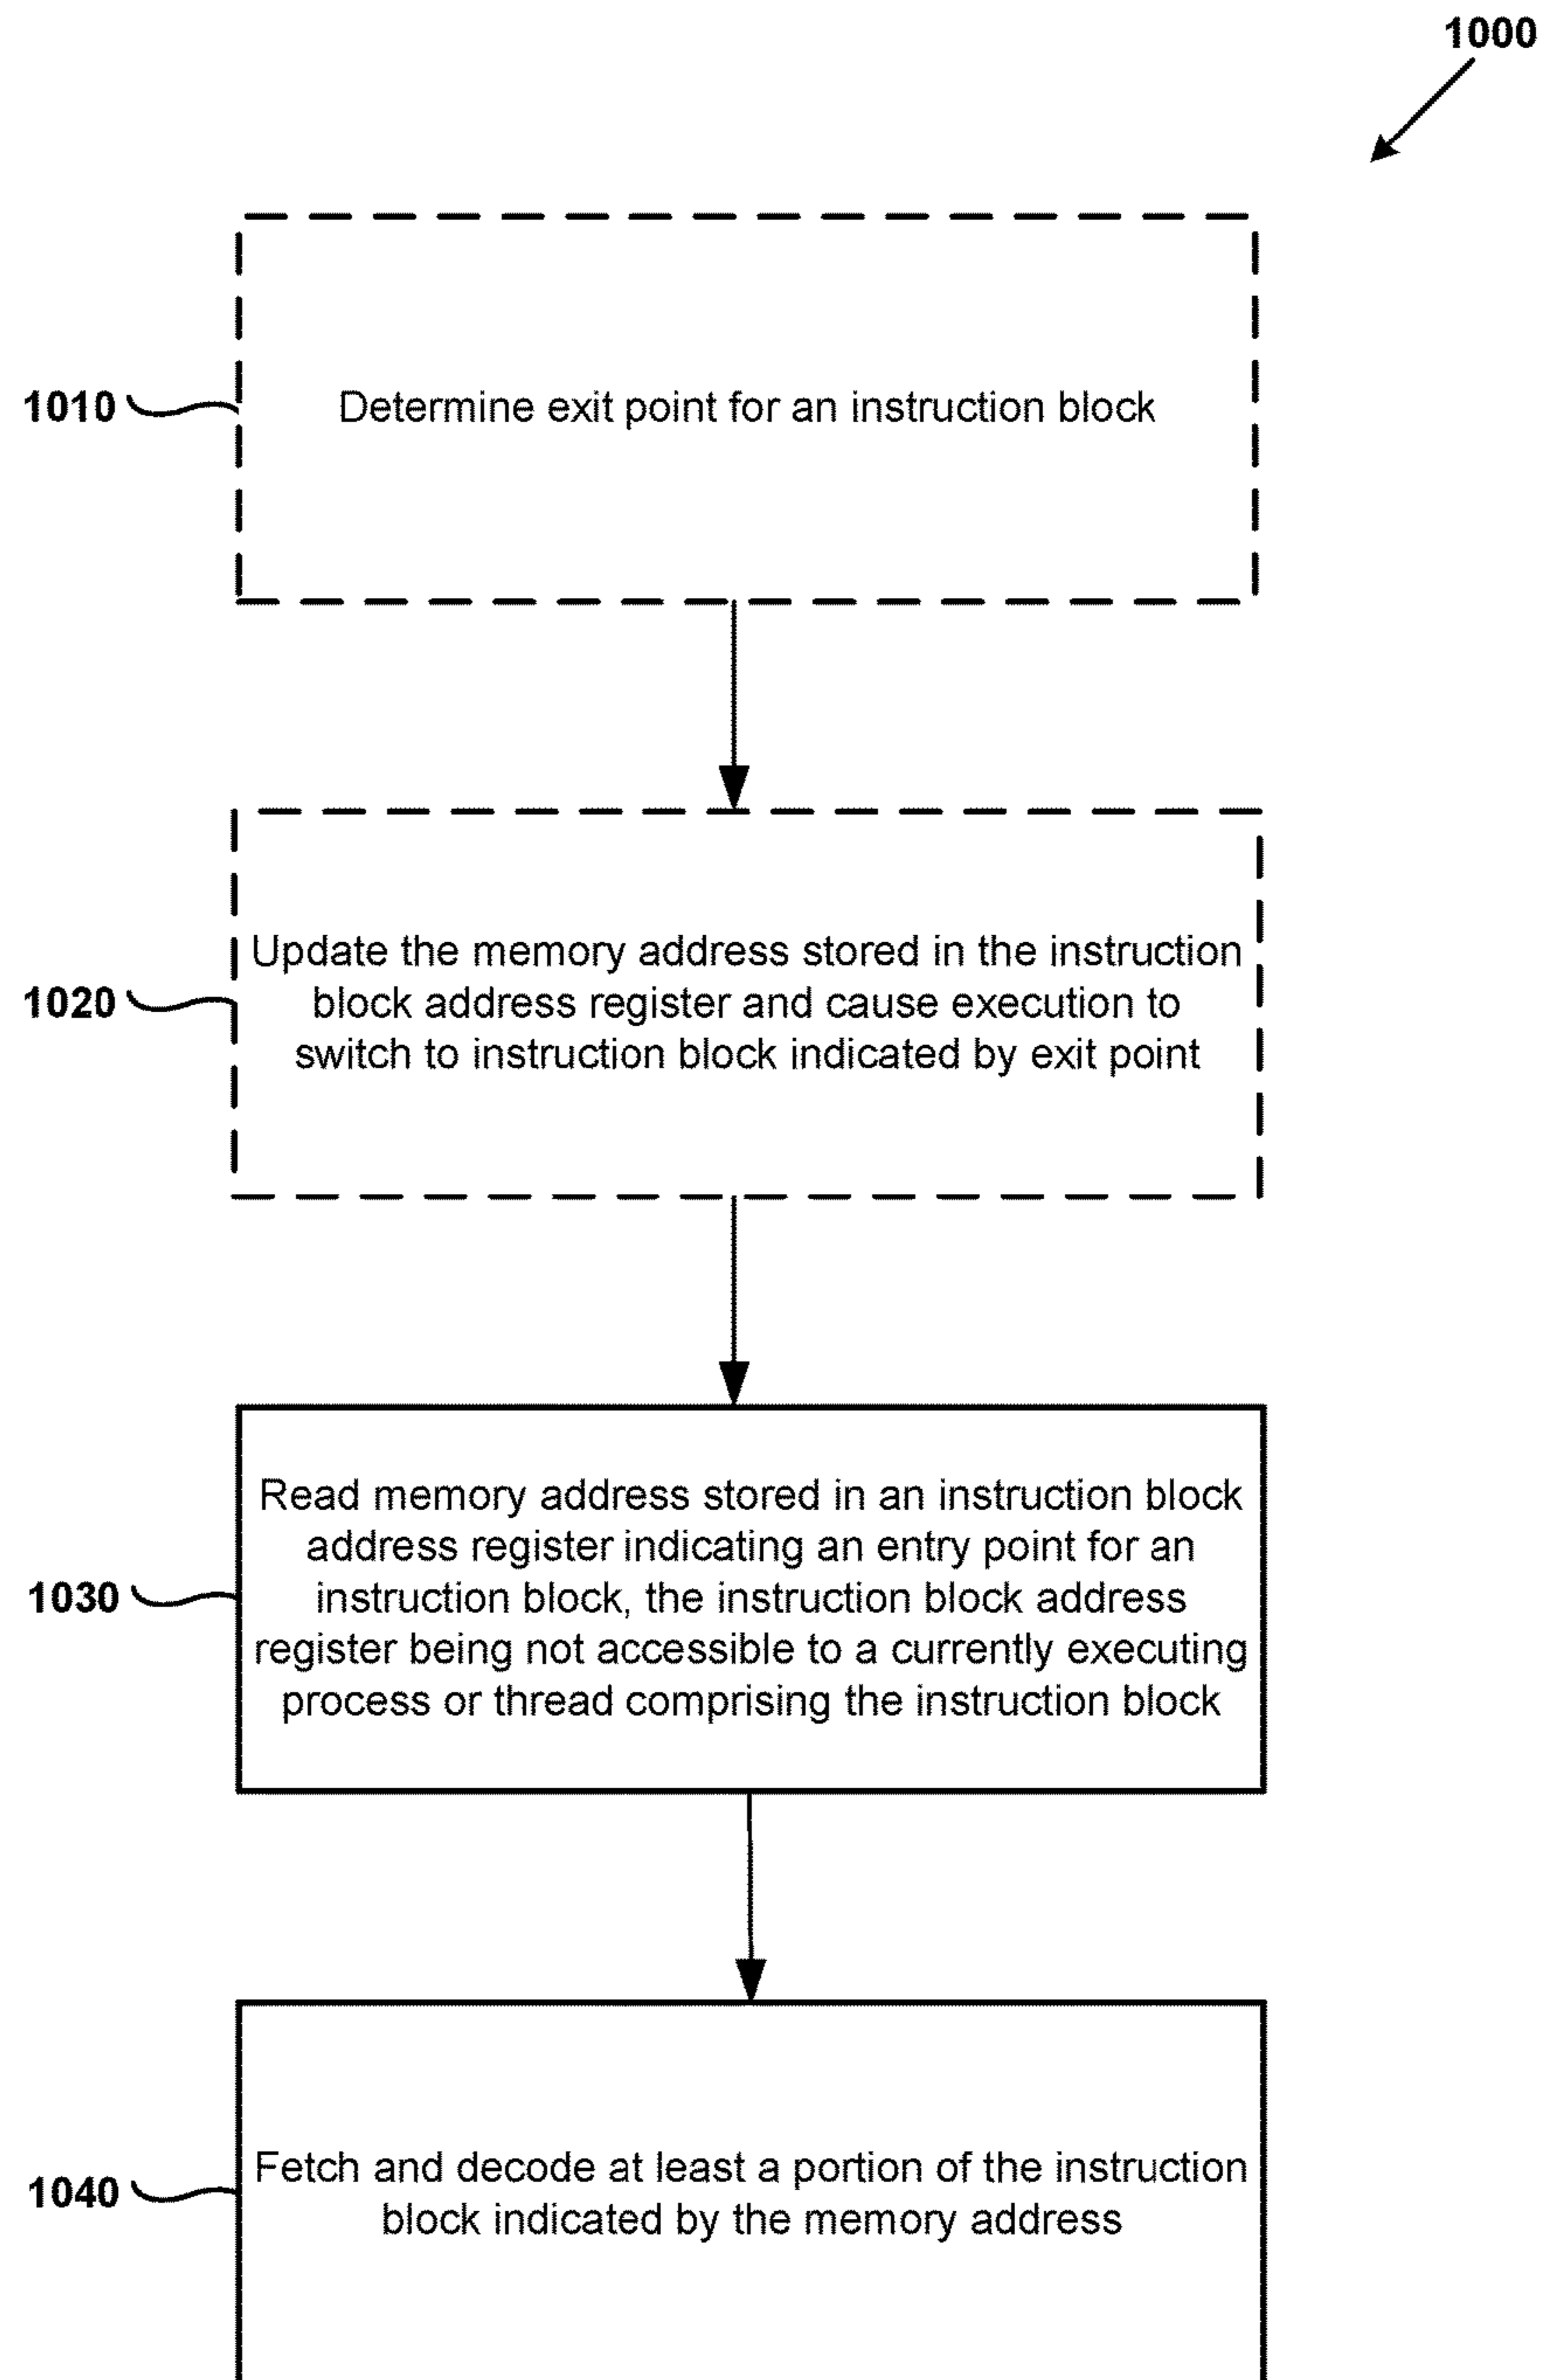 1000
1010
Determine exit point for an instruction block
Update the memory address stored in the instruction
1020
block address register and cause execution to
switch to instruction block indicated by exit point
Read memory address stored in an instruction block
address register indicating an entry point for an
1030
instruction block, the instruction block address
register being not accessible to a currently executing
process or thread comprising the instruction block
1040
Fetch and decode at least a portion of the instruction
block indicated by the memory address